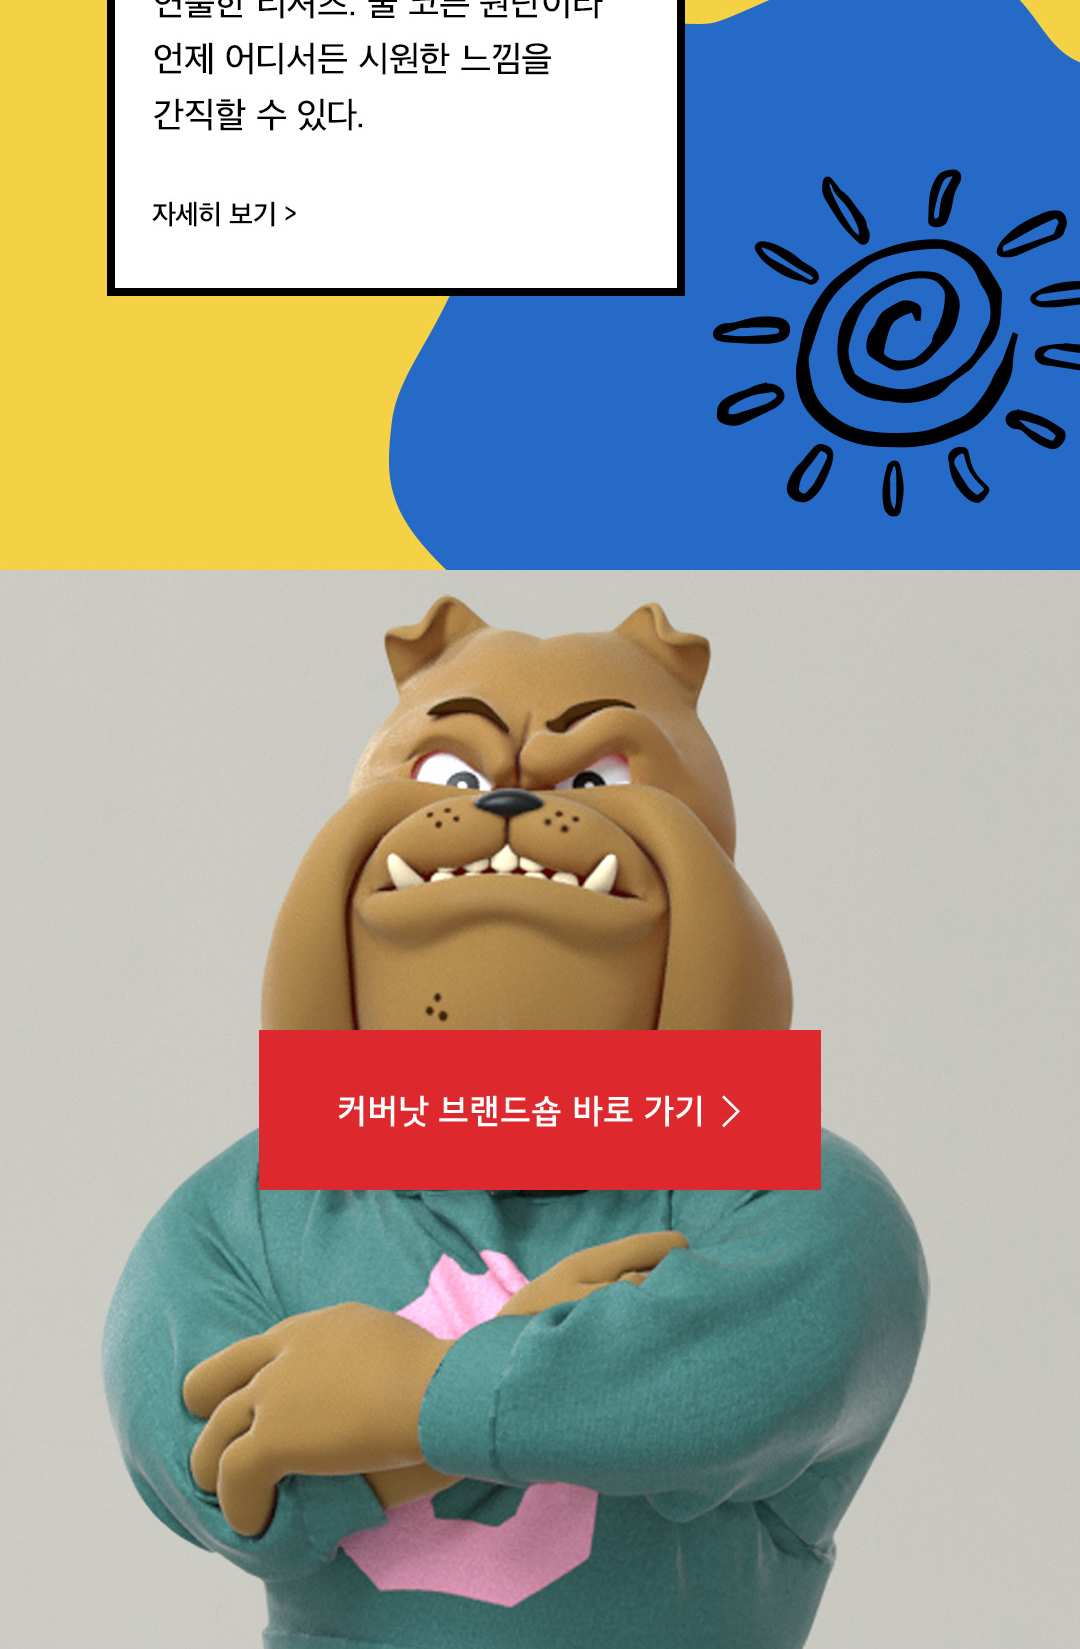 언제 어디서든 시원한 느낌을
간직할 수 있다.
자세히 보기 >
커버낫 브랜드숍 바로 가기 >